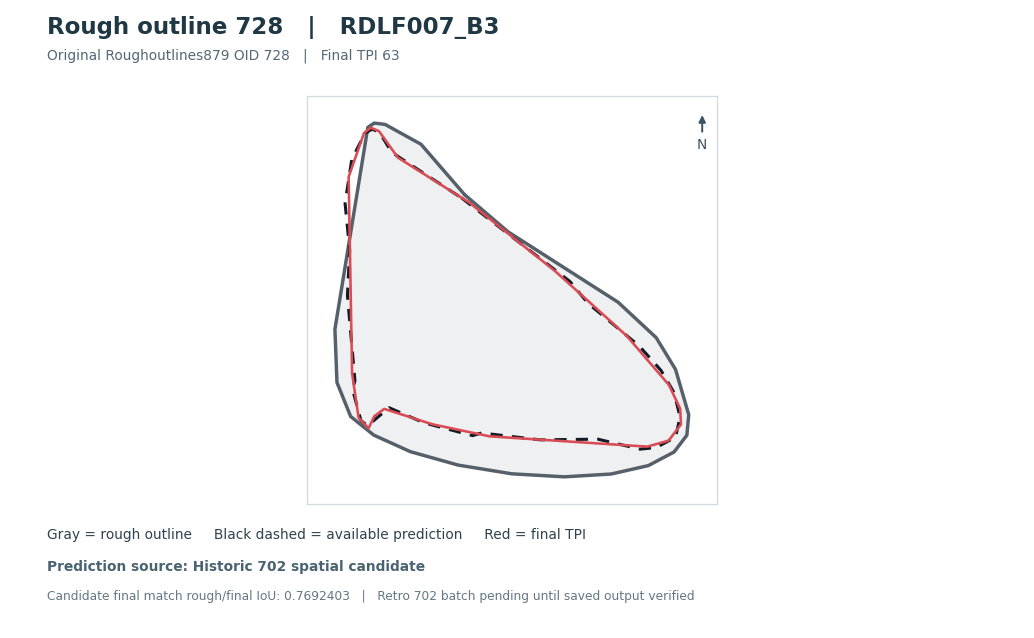 Rough outline 728 | RDLF007_B3
Original Roughoutlines879 OID 728 | Final TPI 63
N
Gray = rough outline Black dashed = available prediction Red = final TPI
Prediction source: Historic 702 spatial candidate
Candidate final match rough/final IoU: 0.7692403 | Retro 702 batch pending until saved output verified